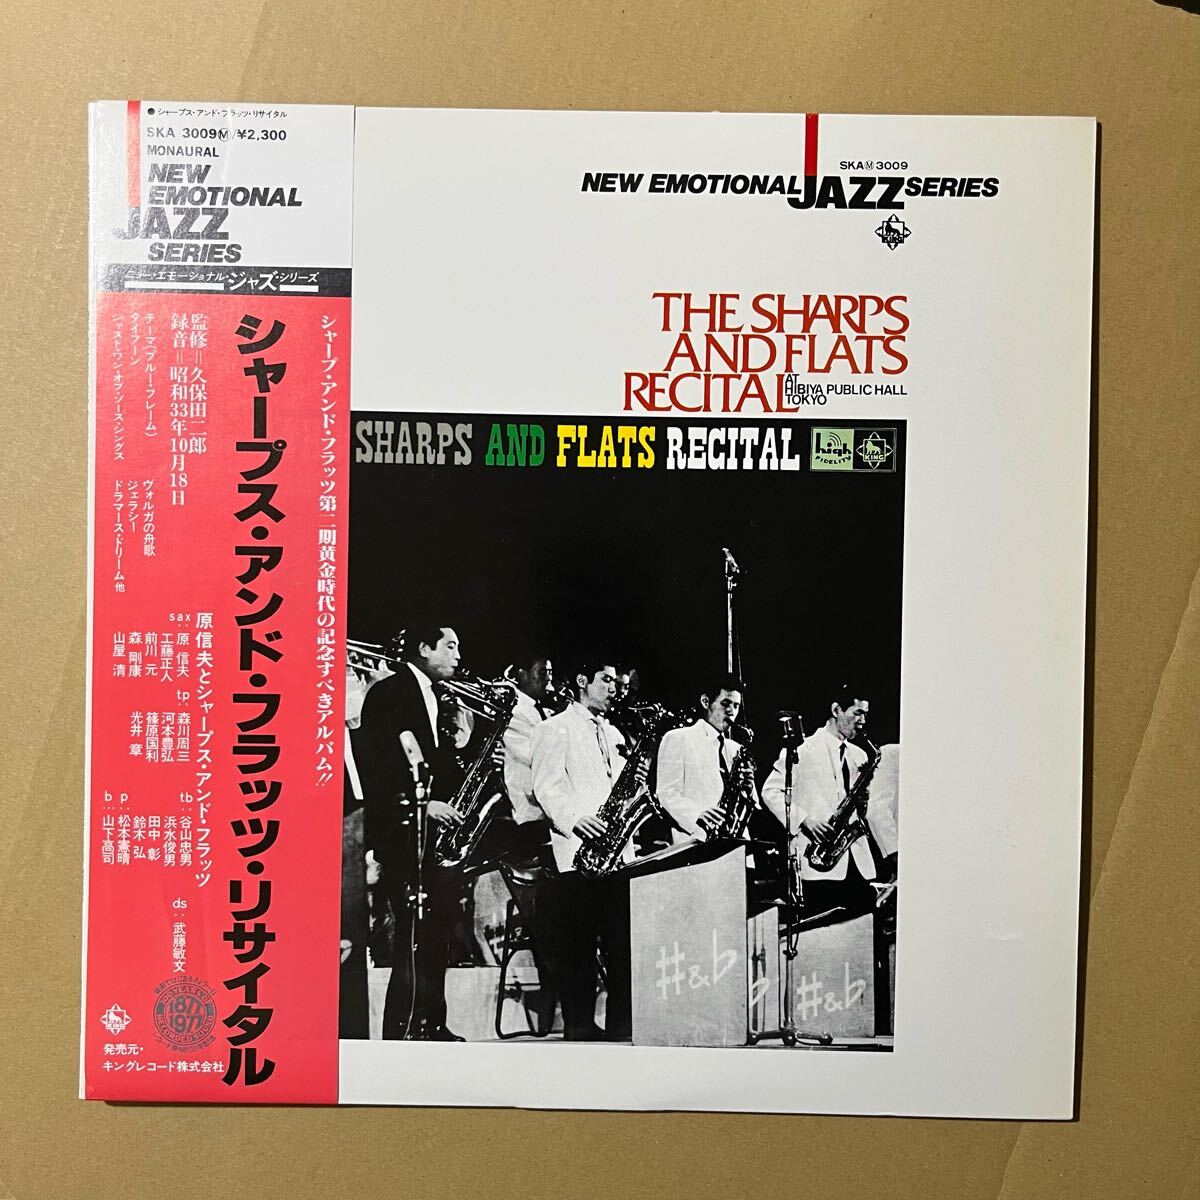 ●シャープス・アンド・フラッツ・リサイタル
SKA 3009Ⓜ/¥2,300
MONAURAL
NEW
EMOTIONAL
JAZZ
SERIES
ニュー・エモーショナル・ジャズ・シリーズ
シャープ・アンド・フラッツ第二期黄金時代の記念すべきアルバム!!
シャープス・アンド・フラッツ・リサイタル
監修=久保田二郎
録音=昭和33年10月18日
テーマ(ブルー・フレーム)
タイフーン
ジャスト・ワン・オブ・ゾース・シングス
ヴォルガの舟歌
ジェラシー
ドラマース・ドリーム 他
原信夫とシャープス・アンド・フラッツ
sax:原 信夫
工藤正人
前川 元
森 剛康
山屋 清
tp:森川周三
河本豊弘
篠原国利
光井 章
tb:谷山忠男
浜水俊男
田中 彰
鈴木 弘
p:松本憲晴
b:山下高司
ds:武藤敏文
1877
1977
KING
発売元・
キングレコード株式会社
SKAⓂ3009
NEW EMOTIONAL JAZZ SERIES
KING
THE SHARPS
AND FLATS
RECITAL
AT
HIBIYA PUBLIC HALL
TOKYO
SHARPS AND FLATS RECITAL
high
FIDELITY
KING
#&b
b
#&b